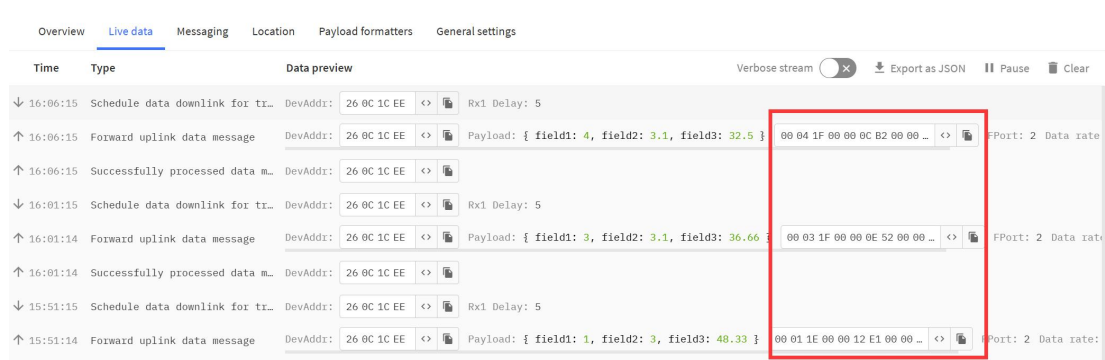 Overview Live data Messaging Location Payload formatters General settings
Time Type Data preview Verbose stream Export as JSON Pause Clear
16:06:15 Schedule data downlink for tr… DevAddr: 26 0C 1C EE <> Rx1 Delay: 5
16:06:15 Forward uplink data message DevAddr: 26 0C 1C EE <> Payload: { field1: 4, field2: 3.1, field3: 32.5 } 00 04 1F 00 00 0C B2 00 00 … <> FPort: 2 Data rate
16:06:15 Successfully processed data m… DevAddr: 26 0C 1C EE <>
16:01:15 Schedule data downlink for tr… DevAddr: 26 0C 1C EE <> Rx1 Delay: 5
16:01:14 Forward uplink data message DevAddr: 26 0C 1C EE <> Payload: { field1: 3, field2: 3.1, field3: 36.66 } 00 03 1F 00 00 0E 52 00 00 … <> FPort: 2 Data rate
16:01:14 Successfully processed data m… DevAddr: 26 0C 1C EE <>
15:51:15 Schedule data downlink for tr… DevAddr: 26 0C 1C EE <> Rx1 Delay: 5
15:51:14 Forward uplink data message DevAddr: 26 0C 1C EE <> Payload: { field1: 1, field2: 3, field3: 48.33 } 00 01 1E 00 00 12 E1 00 00 … <> FPort: 2 Data rate: